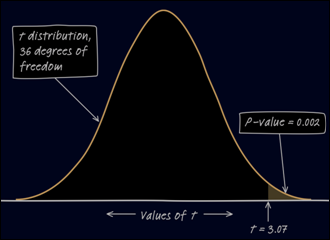 t distribution,
36 degrees of
freedom
P-value = 0.002
Values of t
t = 3.07